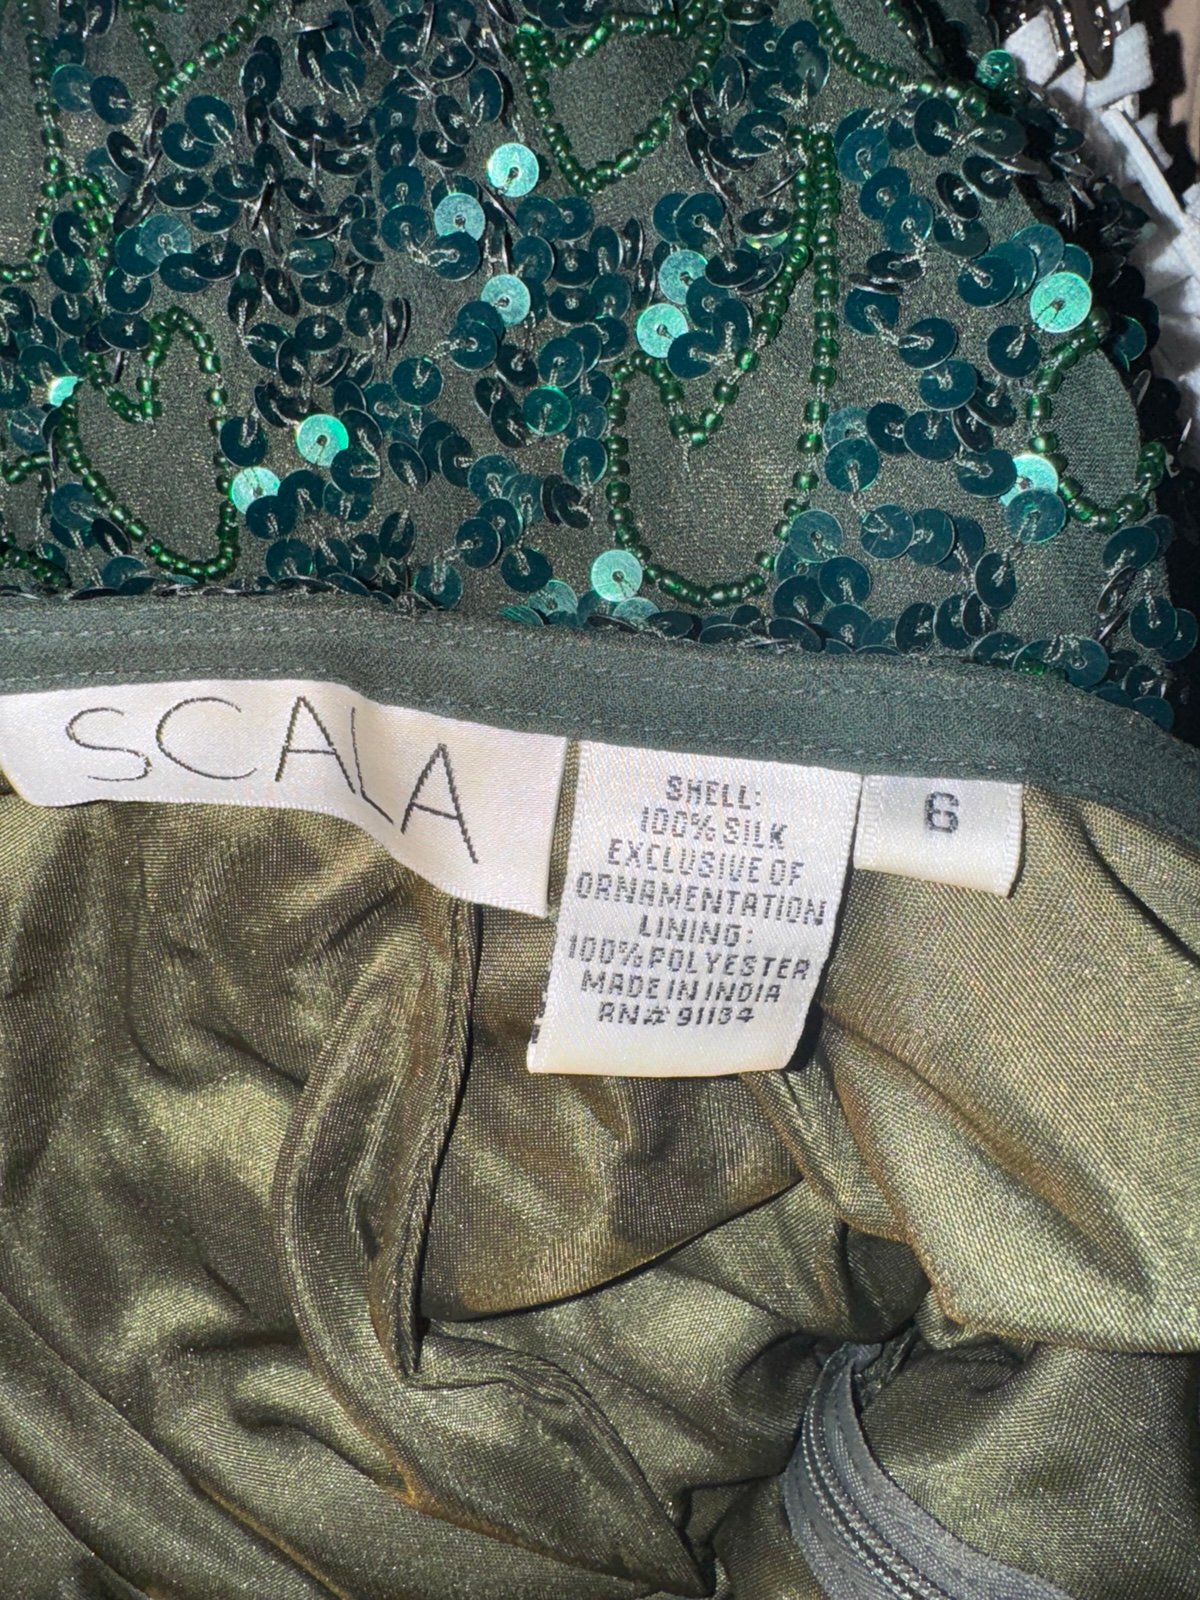 SCALA
SHELL:
100% SILK
EXCLUSIVE OF
ORNAMENTATION
LINING:
100% POLYESTER
MADE IN INDIA
RN# 91134
6